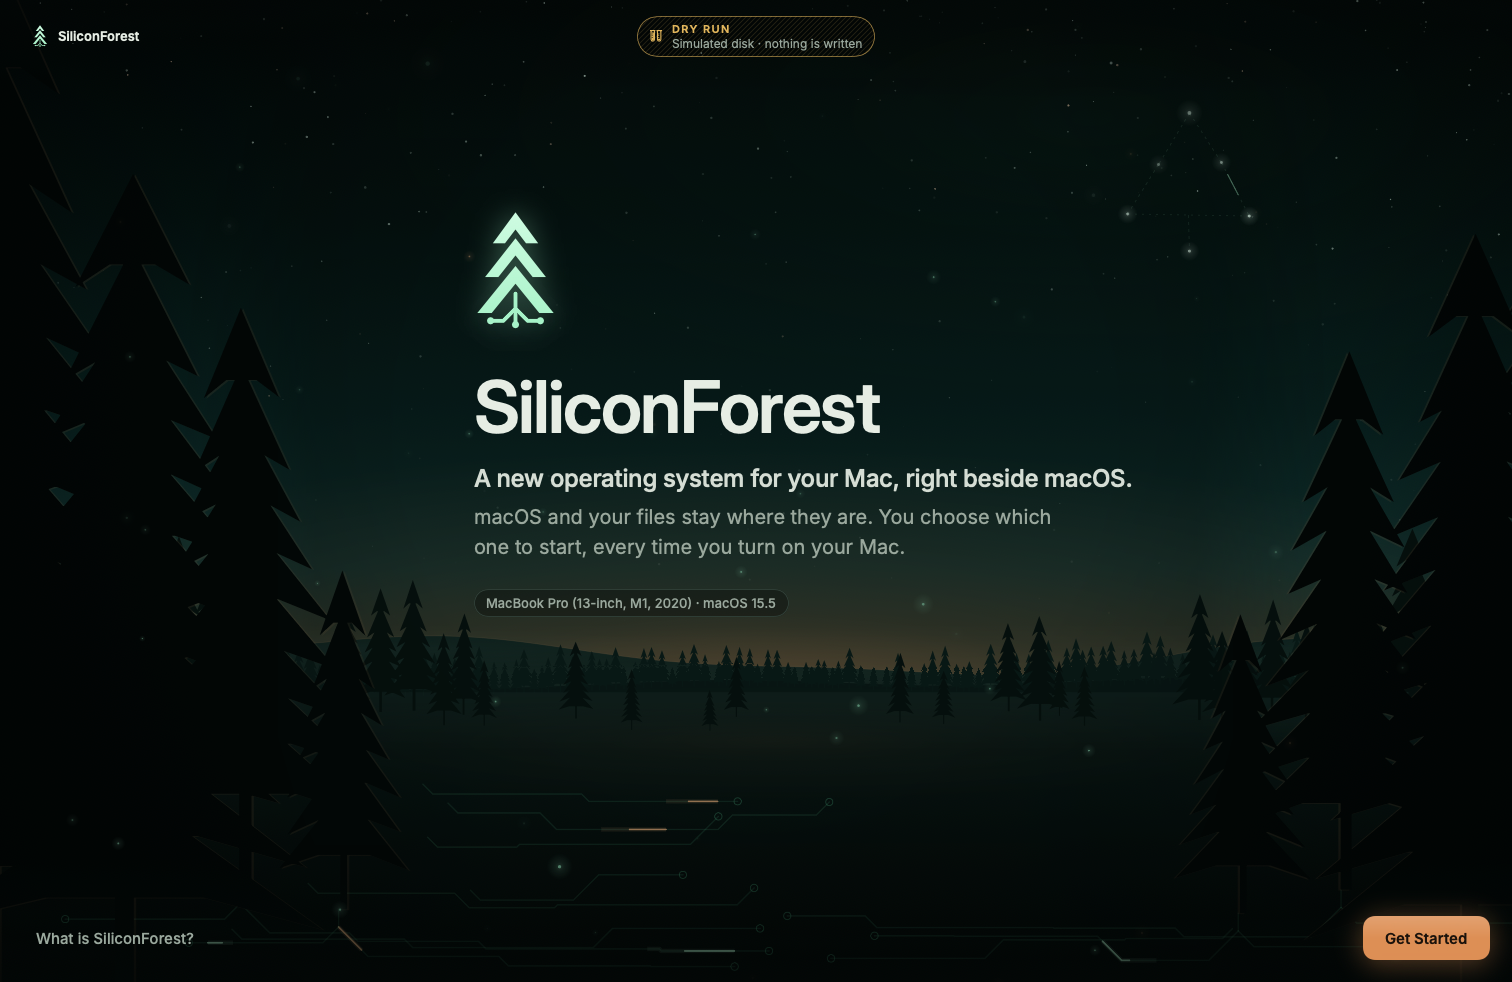 SiliconForest
DRY RUN
Simulated disk · nothing is written
SiliconForest
A new operating system for your Mac, right beside macOS.
macOS and your files stay where they are. You choose which
one to start, every time you turn on your Mac.
MacBook Pro (13-inch, M1, 2020) · macOS 15.5
What is SiliconForest?
Get Started